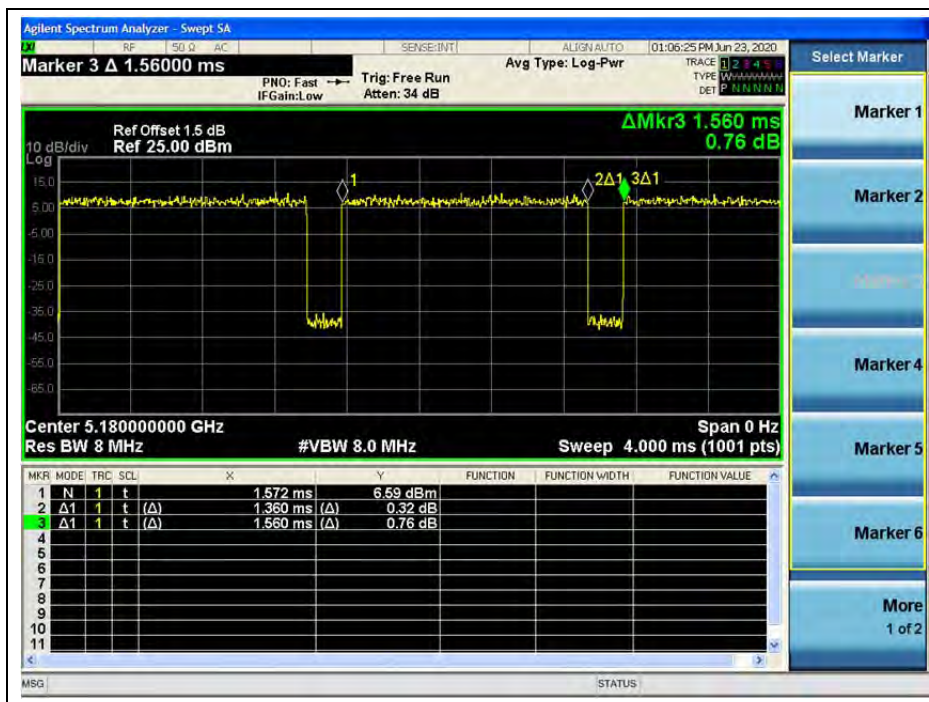 Agilent Spectrum Analyzer - Swept SA
LXI RF 50 Ω AC SENSE:INT ALIGN AUTO 01:06:25 PM Jun 23, 2020
Marker 3 Δ 1.56000 ms
PNO: Fast
IFGain:Low
Trig: Free Run
Atten: 34 dB
Avg Type: Log-Pwr
TRACE 1 2 3 4 5 6
TYPE W
DET P N N N N N
ΔMkr3 1.560 ms
0.76 dB
Ref Offset 1.5 dB
10 dB/div Ref 25.00 dBm
Log
15.0
5.00
-5.00
-15.0
-25.0
-35.0
-45.0
-55.0
-65.0
1
2Δ1
3Δ1
Center 5.180000000 GHz Span 0 Hz
Res BW 8 MHz #VBW 8.0 MHz Sweep 4.000 ms (1001 pts)
MKR MODE TRC SCL X Y FUNCTION FUNCTION WIDTH FUNCTION VALUE
1 N 1 t 1.572 ms 6.59 dBm
2 Δ1 1 t (Δ) 1.360 ms (Δ) 0.32 dB
3 Δ1 1 t (Δ) 1.560 ms (Δ) 0.76 dB
4
5
6
7
8
9
10
11
MSG STATUS
Select Marker
Marker 1
Marker 2
Marker 4
Marker 5
Marker 6
More
1 of 2